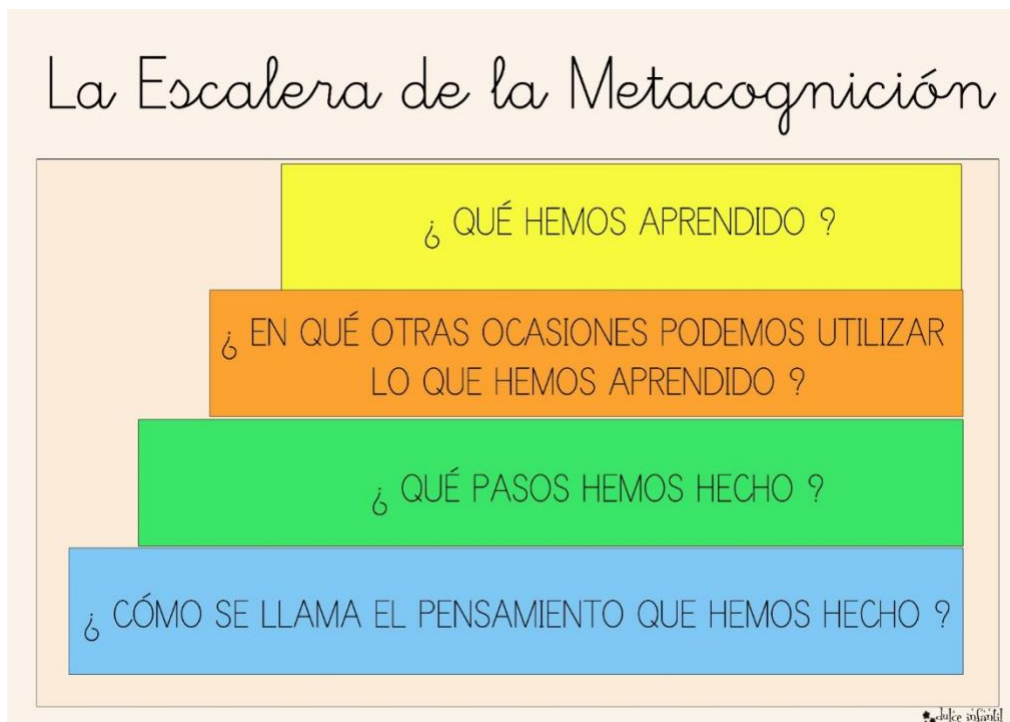 La Escalera de la Metacognición
¿ QUÉ HEMOS APRENDIDO ?
¿ EN QUÉ OTRAS OCASIONES PODEMOS UTILIZAR
LO QUE HEMOS APRENDIDO ?
¿ QUÉ PASOS HEMOS HECHO ?
¿ CÓMO SE LLAMA EL PENSAMIENTO QUE HEMOS HECHO ?
dulce infantil